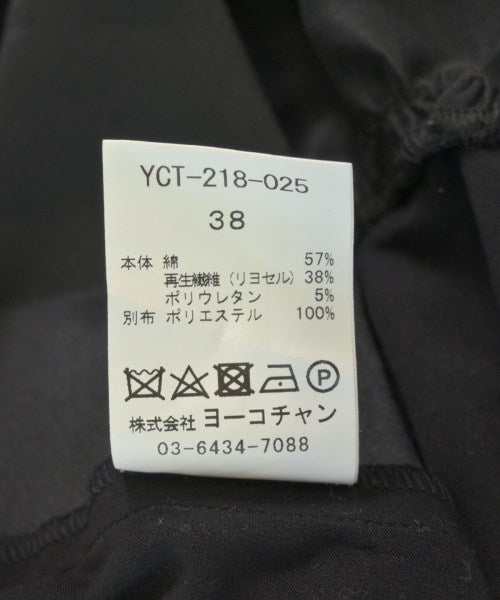 YCT-218-025
38
本体 綿 57%
再生繊維 (リヨセル) 38%
ポリウレタン 5%
別布 ポリエステル 100%
P
株式会社 ヨーコチャン
03-6434-7088